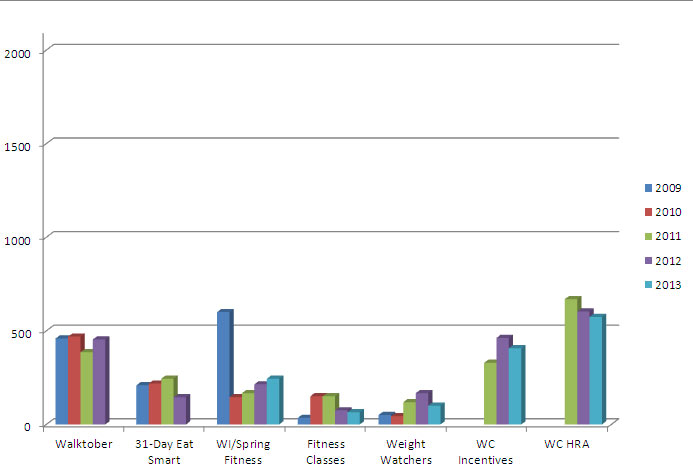 2000
1500
1000
500
0
2009
2010
2011
2012
2013
Walktober
31-Day Eat
Smart
WI/Spring
Fitness
Fitness
Classes
Weight
Watchers
WC
Incentives
WC HRA